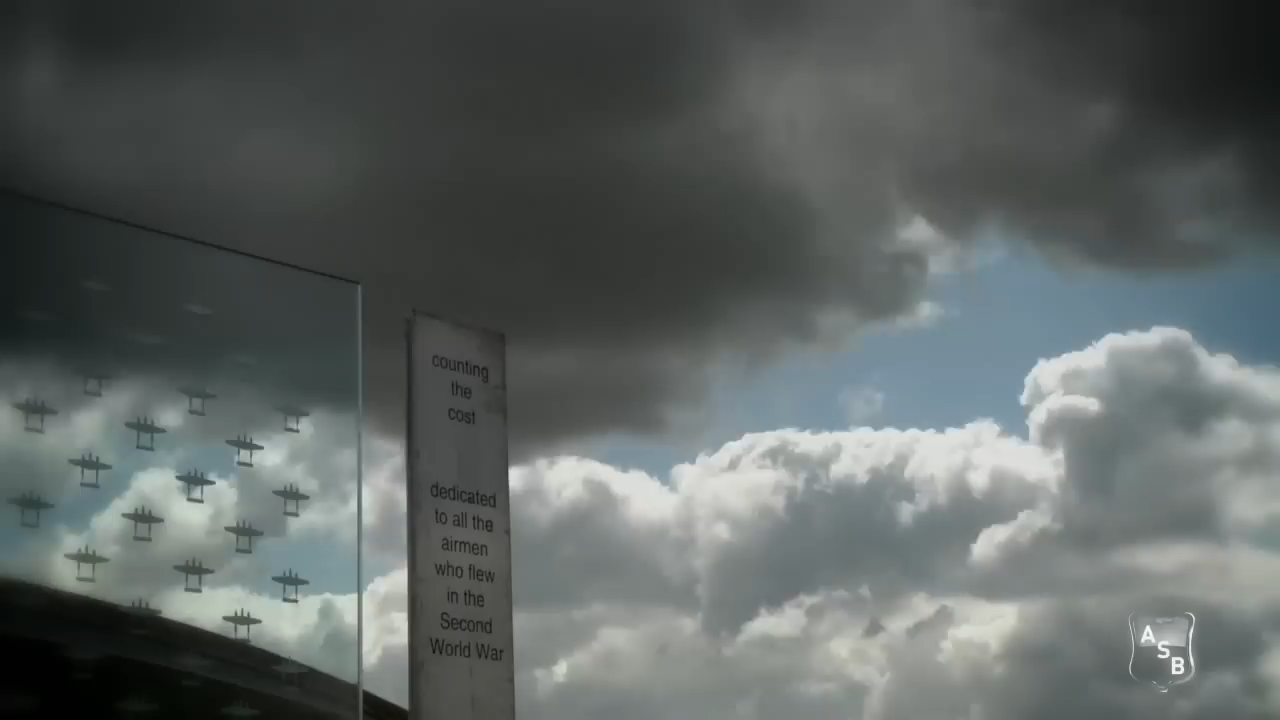 counting
the
cost
dedicated
to all the
airmen
who flew
in the
Second
World War
A
S
B